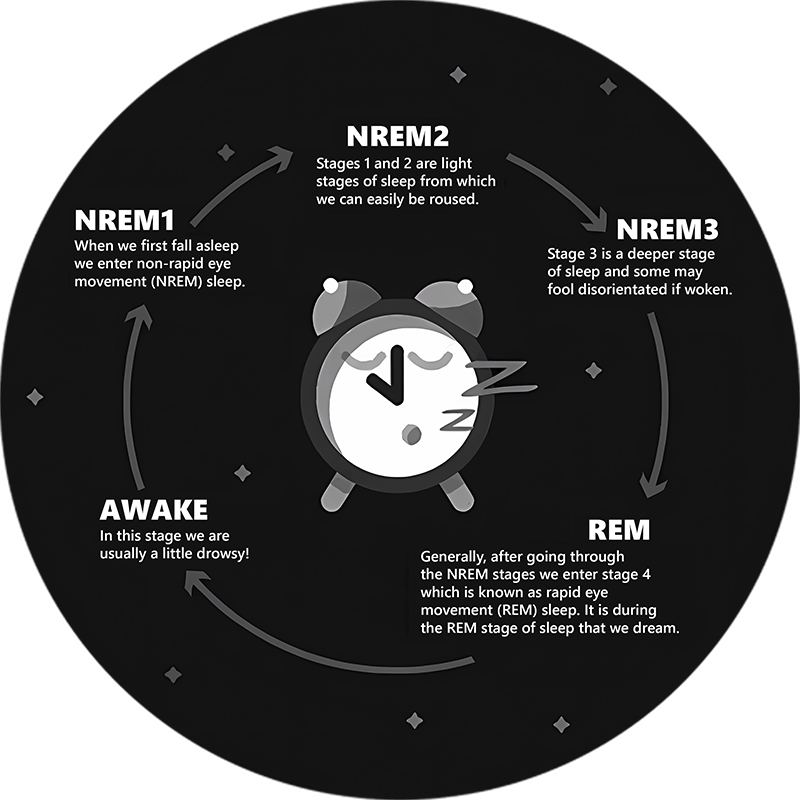 NREM2
Stages 1 and 2 are light
stages of sleep from which
we can easily be roused.
NREM1
When we first fall asleep
we enter non-rapid eye
movement (NREM) sleep.
NREM3
Stage 3 is a deeper stage
of sleep and some may
fool disorientated if woken.
Z
Z
AWAKE
In this stage we are
usually a little drowsy!
REM
Generally, after going through
the NREM stages we enter stage 4
which is known as rapid eye
movement (REM) sleep. It is during
the REM stage of sleep that we dream.